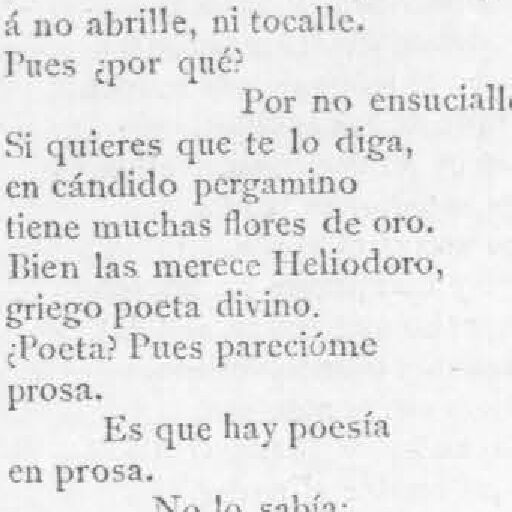 á no abrille, ni tocalle.
Pues ¿por qué?
Por no ensucialle
Si quieres que te lo diga,
en cándido pergamino
tiene muchas flores de oro.
Bien las merece Heliodoro,
griego poeta divino.
¿Poeta? Pues parecióme
prosa.
Es que hay poesía
en prosa.
No lo sabía: